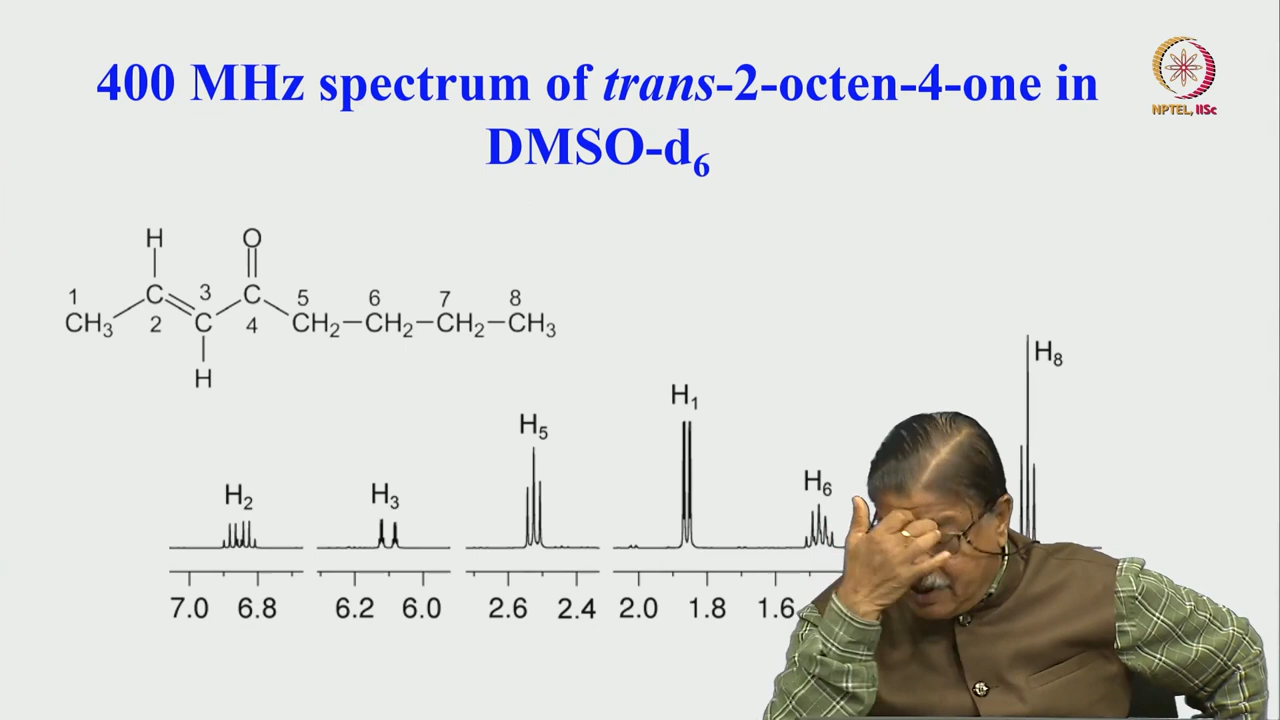 400 MHz spectrum of trans-2-octen-4-one in
DMSO-d₆
NPTEL, IISc
H O
1 3 5 6 7 8
CH₃ C C CH₂–CH₂–CH₂–CH₃
2 C 4
H
H₈
H₁
H₅
H₆
H₂ H₃
7.0 6.8 6.2 6.0 2.6 2.4 2.0 1.8 1.6